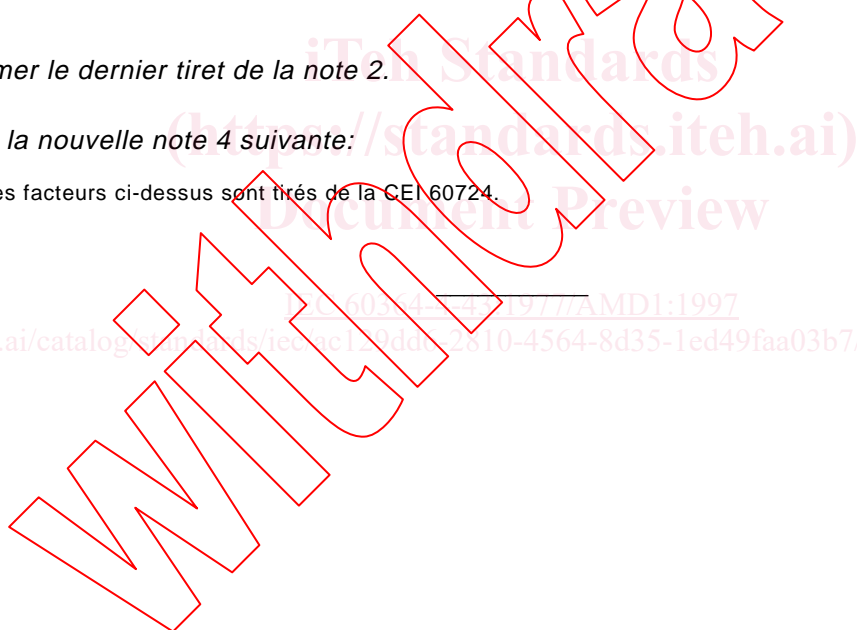 mer le dernier tiret de la note 2.
iTeh Standards
la nouvelle note 4 suivante:
(https://standards.iteh.ai)
es facteurs ci-dessus sont tirés de la CEI 60724.
Document Preview
IEC 60364-4-43:1977/AMD1:1997
.ai/catalog/standards/iec/ac129dd6-2810-4564-8d35-1ed49faa03b7/
withdra